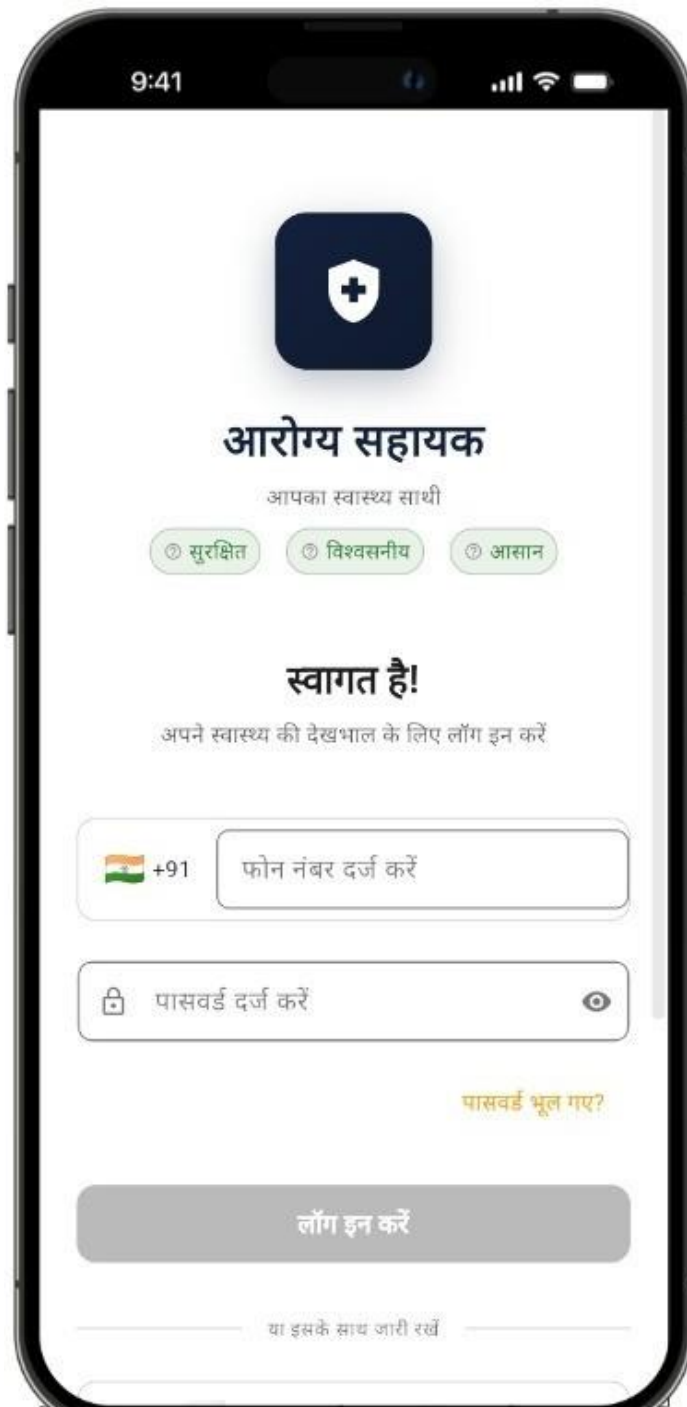 9:41
आरोग्य सहायक
आपका स्वास्थ्य साथी
सुरक्षित विश्वसनीय आसान
स्वागत है!
अपने स्वास्थ्य की देखभाल के लिए लॉग इन करें
+91 फोन नंबर दर्ज करें
पासवर्ड दर्ज करें
पासवर्ड भूल गए?
लॉग इन करें
या इसके साथ जारी रखें